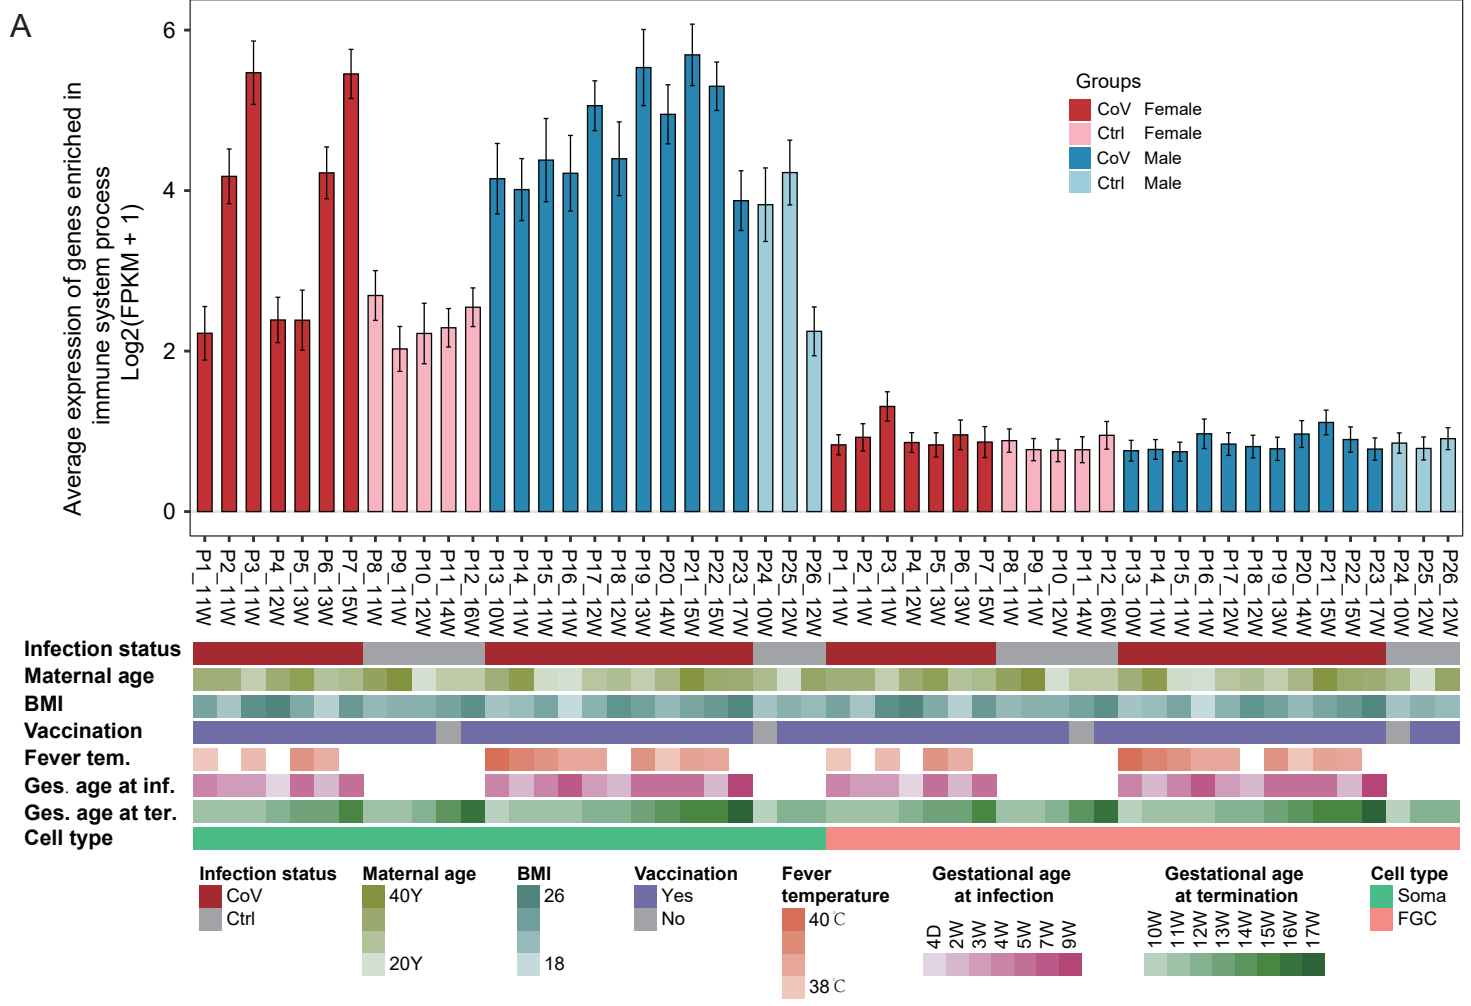 A
Average expression of genes enriched in
immune system process
Log2(FPKM + 1)
6
4
2
0
Groups
CoV Female
Ctrl Female
CoV Male
Ctrl Male
P1_11W
P2_11W
P3_11W
P4_12W
P5_13W
P6_13W
P7_15W
P8_11W
P9_11W
P10_12W
P11_14W
P12_16W
P13_10W
P14_11W
P15_11W
P16_11W
P17_12W
P18_12W
P19_13W
P20_14W
P21_15W
P22_15W
P23_17W
P24_10W
P25_12W
P26_12W
P1_11W
P2_11W
P3_11W
P4_12W
P5_13W
P6_13W
P7_15W
P8_11W
P9_11W
P10_12W
P11_14W
P12_16W
P13_10W
P14_11W
P15_11W
P16_11W
P17_12W
P18_12W
P19_13W
P20_14W
P21_15W
P22_15W
P23_17W
P24_10W
P25_12W
P26_12W
Infection status
Maternal age
BMI
Vaccination
Fever tem.
Ges. age at inf.
Ges. age at ter.
Cell type
Infection status
CoV
Ctrl
Maternal age
40Y
20Y
BMI
26
18
Vaccination
Yes
No
Fever
temperature
40℃
38℃
Gestational age
at infection
4D
2W
3W
4W
5W
7W
9W
Gestational age
at termination
10W
11W
12W
13W
14W
15W
16W
17W
Cell type
Soma
FGC